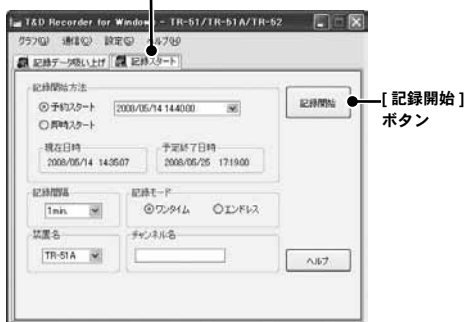 T&D Recorder for Windows - TR-51/TR-51A/TR-52
グラフ(G) 通信(C) 設定(S) ヘルプ(H)
記録データ吸い上げ 記録スタート
記録開始方法
予約スタート 2008/05/14 14:40:00
即時スタート
記録開始
[ 記録開始 ]
ボタン
現在日時 予定終了日時
2008/05/14 14:35:07 2008/05/25 17:19:00
記録間隔 記録モード
1min. ワンタイム エンドレス
装置名 チャンネル名
TR-51A
ヘルプ